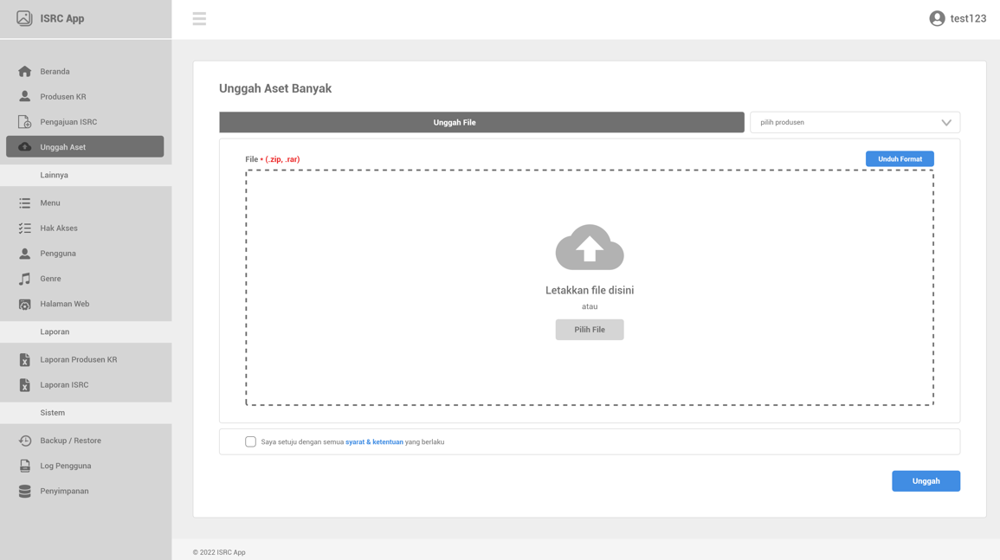 ISRC App
test123
Beranda
Produsen KR
Pengajuan ISRC
Unggah Aset
Lainnya
Menu
Hak Akses
Pengguna
Genre
Halaman Web
Laporan
Laporan Produsen KR
Laporan ISRC
Sistem
Backup / Restore
Log Pengguna
Penyimpanan
Unggah Aset Banyak
Unggah File
pilih produsen
File * (.zip, .rar)
Unduh Format
Letakkan file disini
atau
Pilih File
Saya setuju dengan semua syarat & ketentuan yang berlaku
Unggah
© 2022 ISRC App